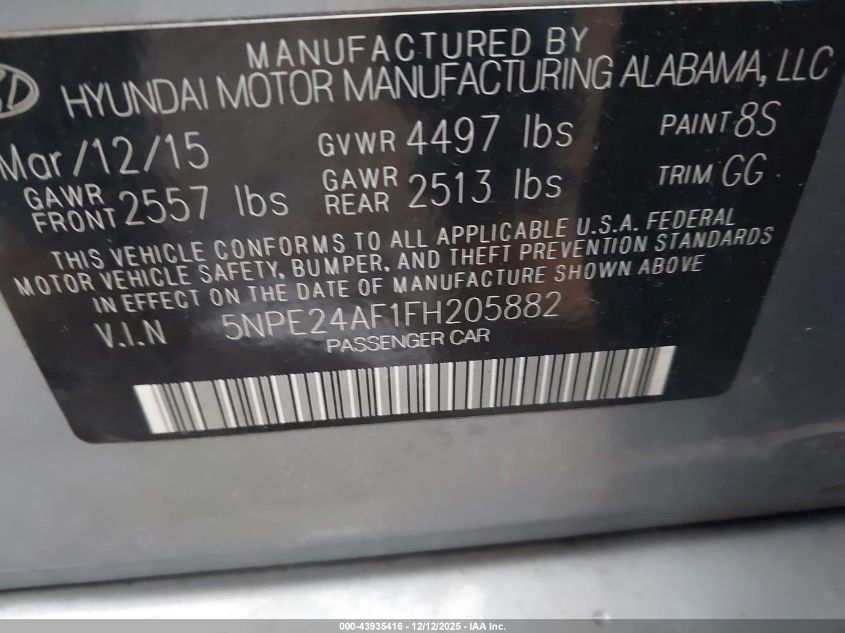 MANUFACTURED BY
HYUNDAI MOTOR MANUFACTURING ALABAMA, LLC
Mar/12/15 GVWR 4497 lbs PAINT 8S
GAWR FRONT 2557 lbs GAWR REAR 2513 lbs TRIM GG
THIS VEHICLE CONFORMS TO ALL APPLICABLE U.S.A. FEDERAL
MOTOR VEHICLE SAFETY, BUMPER, AND THEFT PREVENTION STANDARDS
IN EFFECT ON THE DATE OF MANUFACTURE SHOWN ABOVE
V.I.N 5NPE24AF1FH205882
PASSENGER CAR
000-43935416 - 12/12/2025 - IAA Inc.